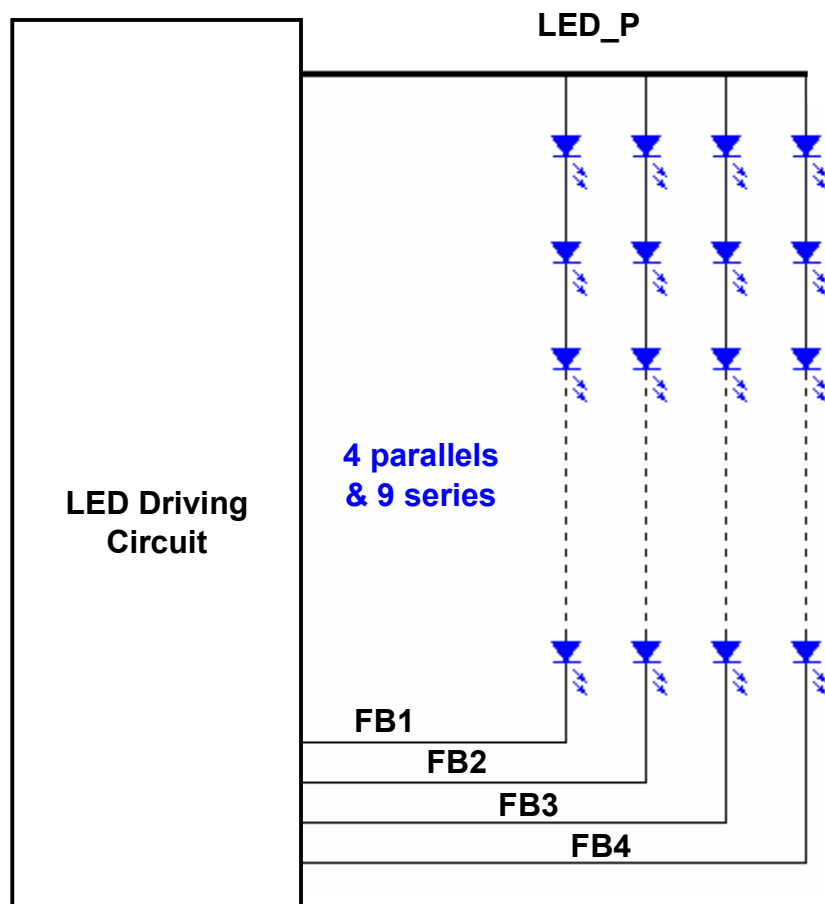 LED_P
4 parallels
& 9 series
LED Driving
Circuit
FB1
FB2
FB3
FB4